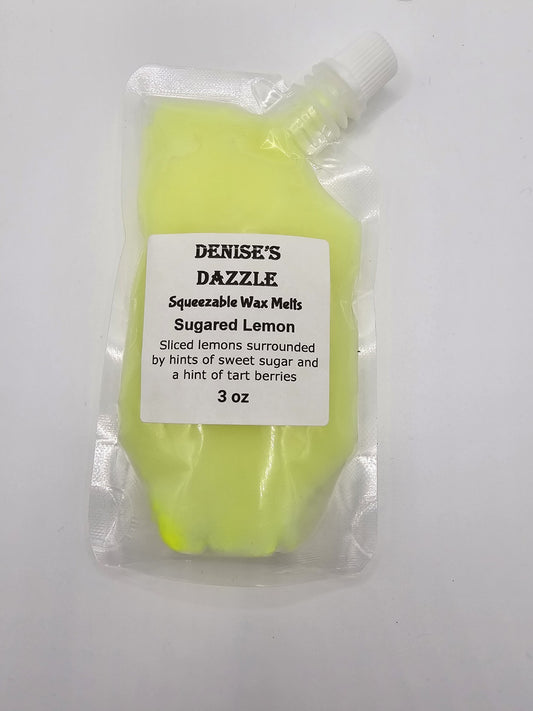 DENISE'S
DAZZLE
Squeezable Wax Melts
Sugared Lemon
Sliced lemons surrounded
by hints of sweet sugar and
a hint of tart berries
3 oz